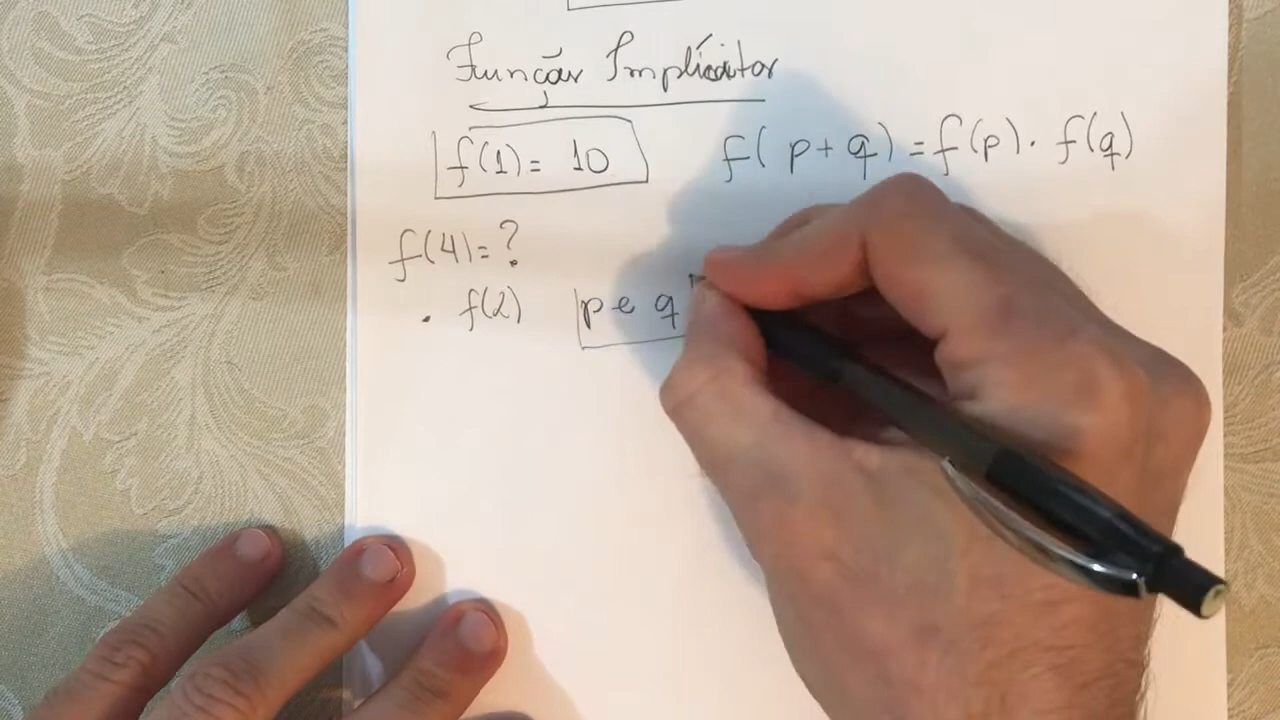 Função Implícita
f(1) = 10 f( p+q) = f(p) . f(q)
f(4) = ?
. f(2) p e q